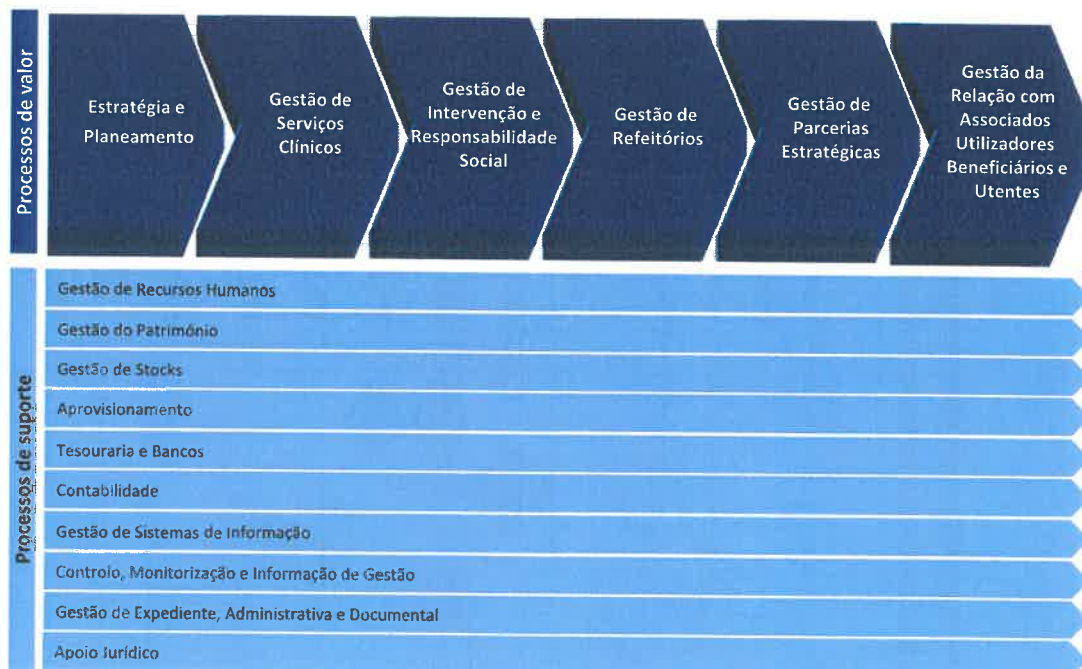 Processos de valor
Estratégia e
Planeamento
Gestão de
Serviços
Clínicos
Gestão de
Intervenção e
Responsabilidade
Social
Gestão de
Refeitórios
Gestão de
Parcerias
Estratégicas
Gestão da
Relação com
Associados
Utilizadores
Beneficiários e
Utentes
Processos de suporte
Gestão de Recursos Humanos
Gestão do Património
Gestão de Stocks
Aprovisionamento
Tesouraria e Bancos
Contabilidade
Gestão de Sistemas de Informação
Controlo, Monitorização e Informação de Gestão
Gestão de Expediente, Administrativa e Documental
Apoio Jurídico